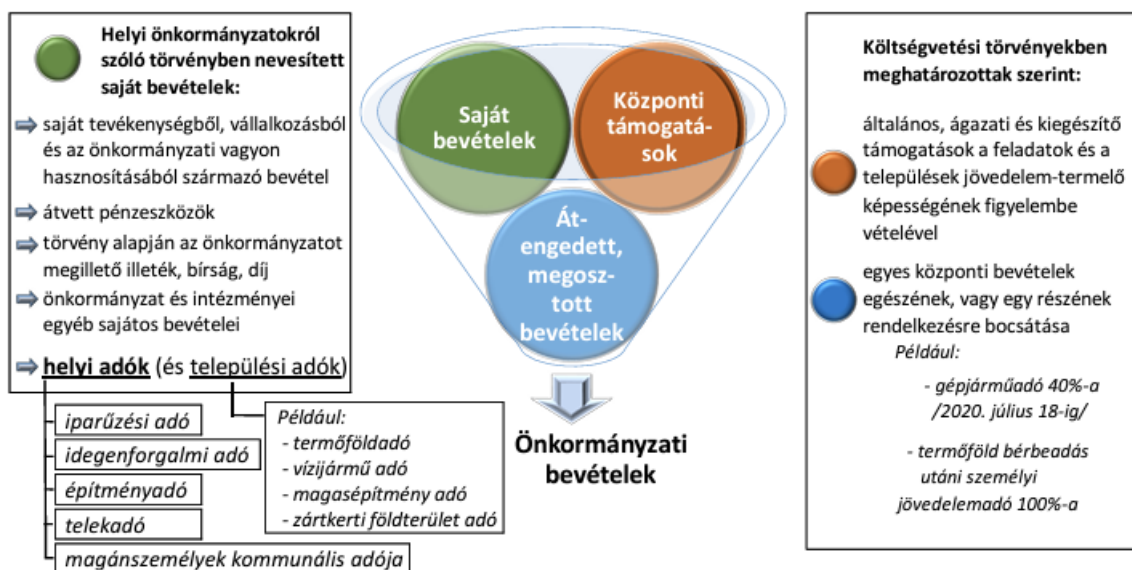 Helyi önkormányzatokról
szóló törvényben nevesített
saját bevételek:
saját tevékenységből, vállalkozásból
és az önkormányzati vagyon
hasznosításából származó bevétel
átvett pénzeszközök
törvény alapján az önkormányzatot
megillető illeték, bírság, díj
önkormányzat és intézményei
egyéb sajátos bevételei
helyi adók (és települési adók)
iparűzési adó
idegenforgalmi adó
építményadó
telekadó
magánszemélyek kommunális adója
Például:
- termőföldadó
- vízijármű adó
- magasépítmény adó
- zártkerti földterület adó
Saját
bevételek
Központi
támogatá-
sok
Át-
engedett,
megosz-
tott
bevételek
Önkormányzati
bevételek
Költségvetési törvényekben
meghatározottak szerint:
általános, ágazati és kiegészítő
támogatások a feladatok és a
települések jövedelem-termelő
képességének figyelembe
vételével
egyes központi bevételek
egészének, vagy egy részének
rendelkezésre bocsátása
Például:
- gépjárműadó 40%-a
/2020. július 18-ig/
- termőföld bérbeadás
utáni személyi
jövedelemadó 100%-a